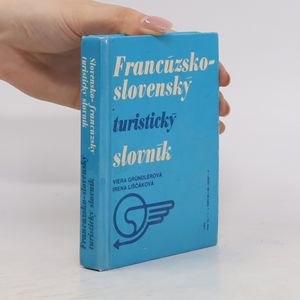 Francúzsko-
slovenský
turistický
slovník
VIERA GRÜNDLEROVÁ
IRENA LIŠČÁKOVÁ
Slovensko-francúzsky
turistický slovník
Francúzsko-slovenský
turistický slovník